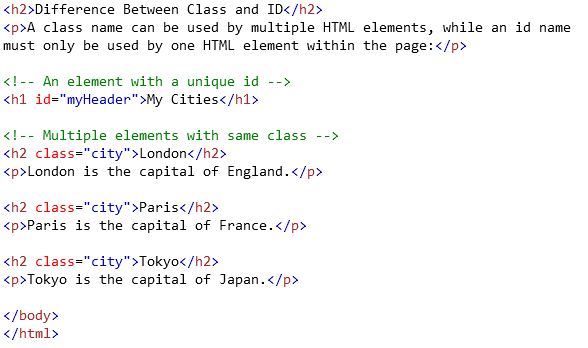 <h2>Difference Between Class and ID</h2>
<p>A class name can be used by multiple HTML elements, while an id name
must only be used by one HTML element within the page:</p>
<!-- An element with a unique id -->
<h1 id="myHeader">My Cities</h1>
<!-- Multiple elements with same class -->
<h2 class="city">London</h2>
<p>London is the capital of England.</p>
<h2 class="city">Paris</h2>
<p>Paris is the capital of France.</p>
<h2 class="city">Tokyo</h2>
<p>Tokyo is the capital of Japan.</p>
</body>
</html>